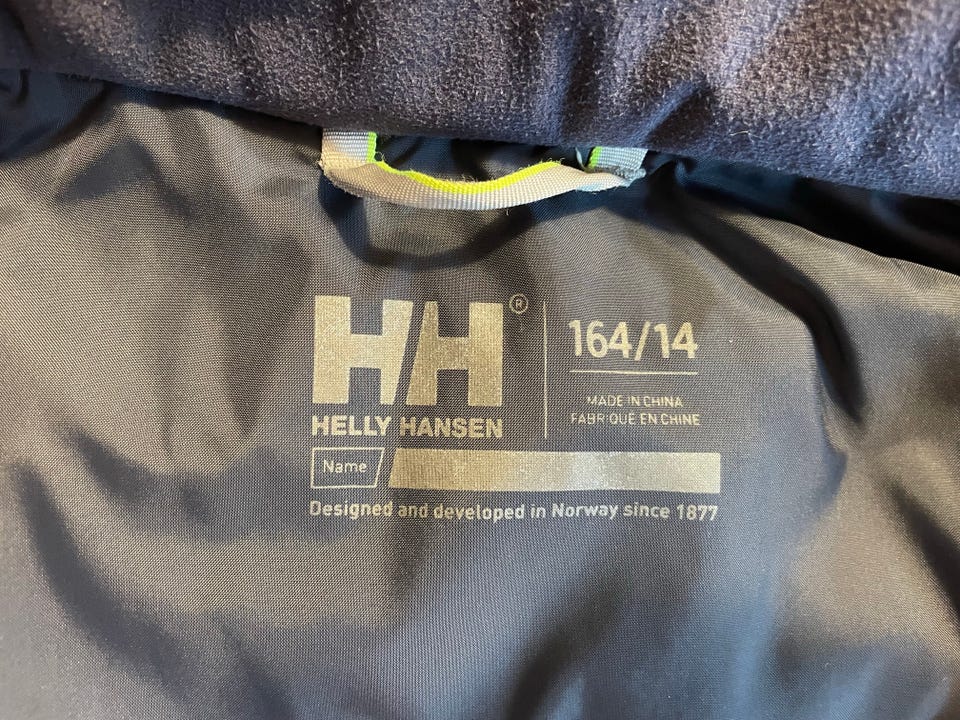 HH®
HELLY HANSEN
164/14
MADE IN CHINA
FABRIQUÉ EN CHINE
Name
Designed and developed in Norway since 1877